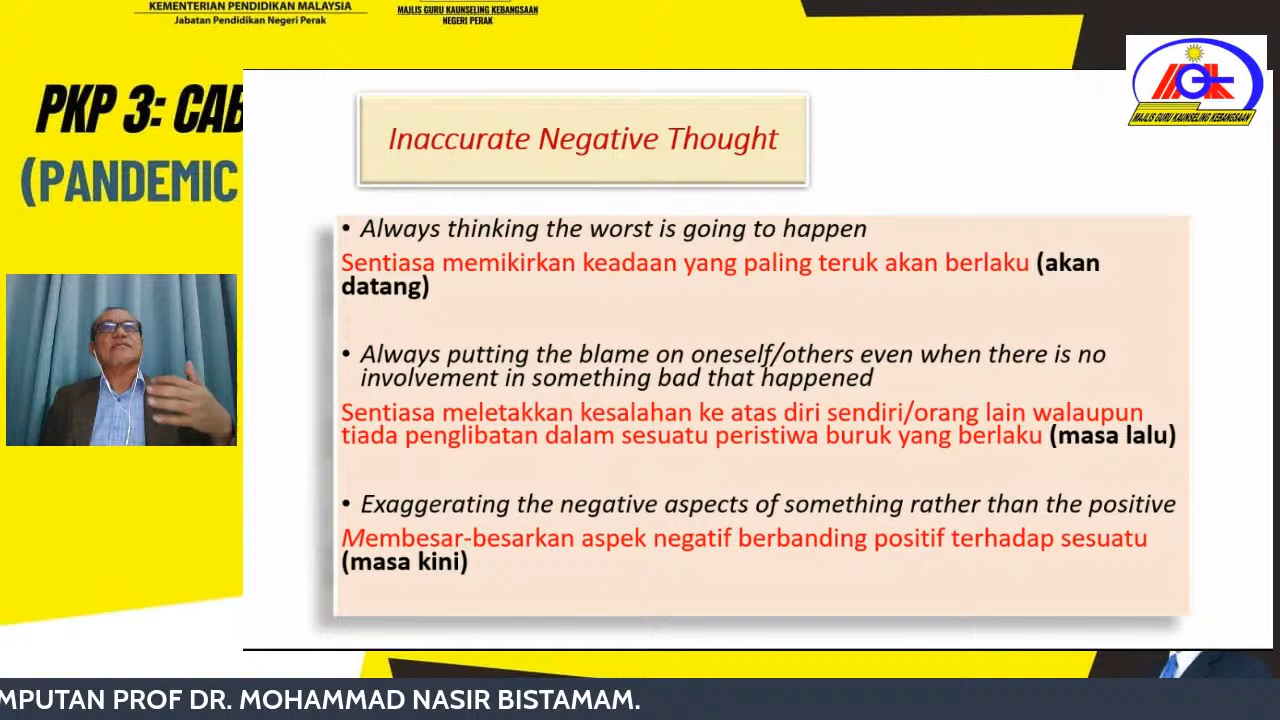 KEMENTERIAN PENDIDIKAN MALAYSIA
Jabatan Pendidikan Negeri Perak
MAJLIS GURU KAUNSELING KEBANGSAAN
NEGERI PERAK
PKP 3: CAB
(PANDEMIC
MAJLIS GURU KAUNSELING KEBANGSAAN
Inaccurate Negative Thought
• Always thinking the worst is going to happen
Sentiasa memikirkan keadaan yang paling teruk akan berlaku (akan
datang)
• Always putting the blame on oneself/others even when there is no
involvement in something bad that happened
Sentiasa meletakkan kesalahan ke atas diri sendiri/orang lain walaupun
tiada penglibatan dalam sesuatu peristiwa buruk yang berlaku (masa lalu)
• Exaggerating the negative aspects of something rather than the positive
Membesar-besarkan aspek negatif berbanding positif terhadap sesuatu
(masa kini)
MPUTAN PROF DR. MOHAMMAD NASIR BISTAMAM.